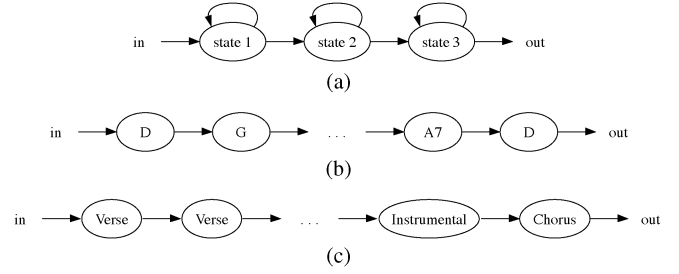 in state 1 state 2 state 3 out
(a)
in D G . . . A7 D out
(b)
in Verse Verse . . . Instrumental Chorus out
(c)